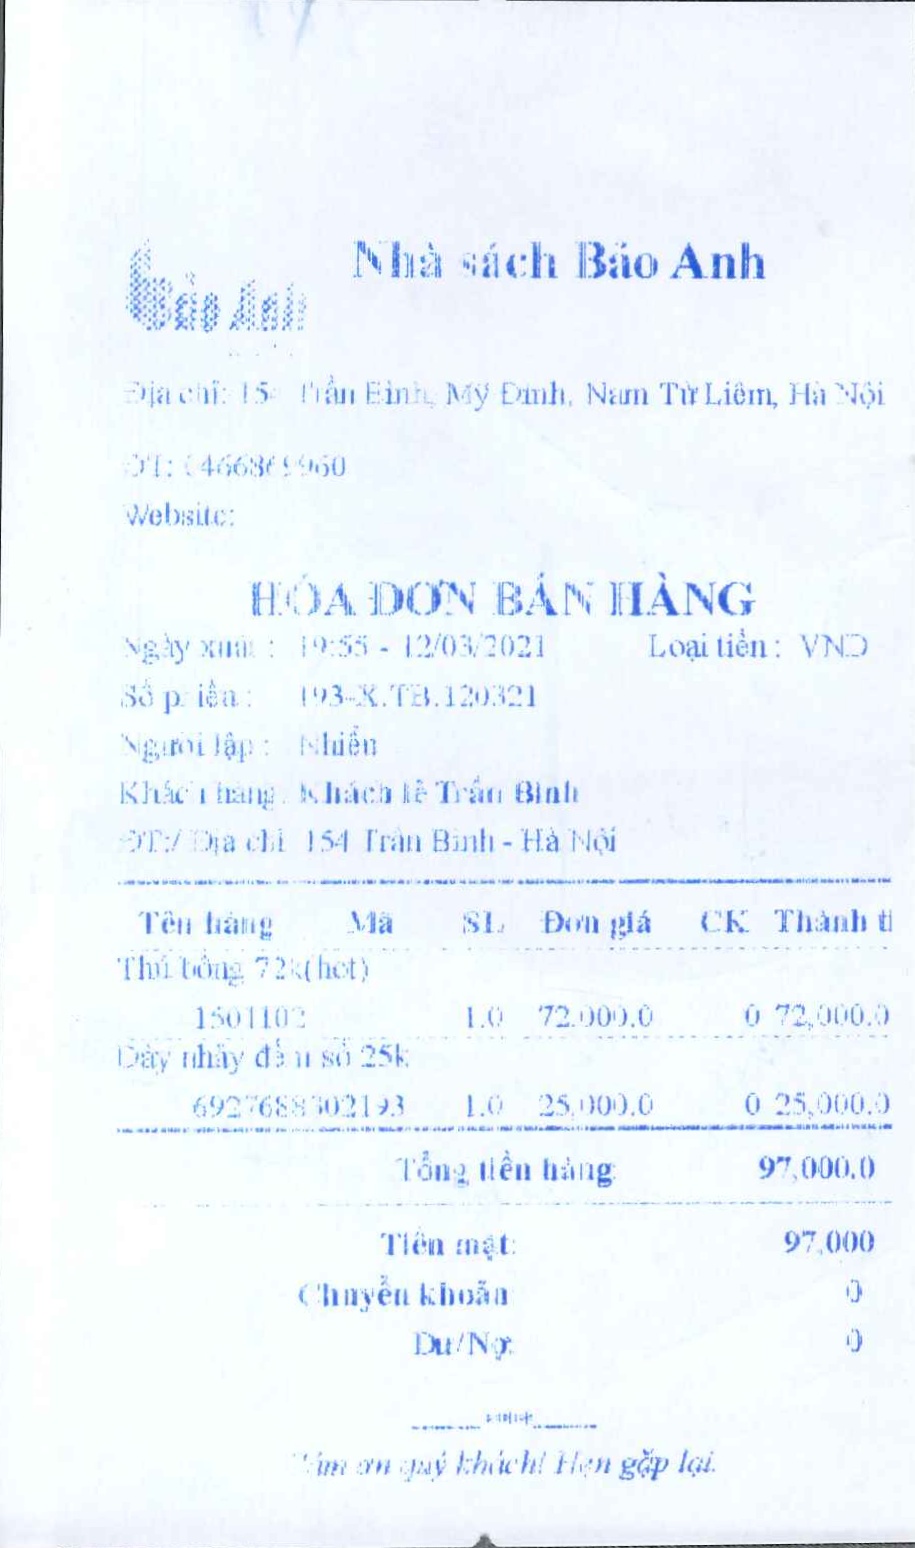 Nhà sách Bảo Anh
Bảo Anh
Địa chỉ: 154 Trần Bình, Mỹ Đình, Nam Từ Liêm, Hà Nội
ĐT:
Website:
HÓA ĐƠN BÁN HÀNG
Ngày xuất : 19:55 - 12/03/2021 Loại tiền : VND
Số phiếu : 193-X.TB.120321
Người lập : Nhiển
Khách hàng: Khách lẻ Trần Bình
ĐT:/ Địa chỉ 154 Trần Bình - Hà Nội
Tên hàng Mã SL Đơn giá CK Thành ti
Thú bông 72k(hot)
1501102 1.0 72.000.0 0 72,000.0
Dây nhảy đếm số 25k
6927688302193 1.0 25,000.0 0 25,000.0
Tổng tiền hàng: 97,000.0
Tiền mặt: 97,000
Chuyển khoản 0
Dư/Nợ: 0
Cám ơn quý khách! Hẹn gặp lại.